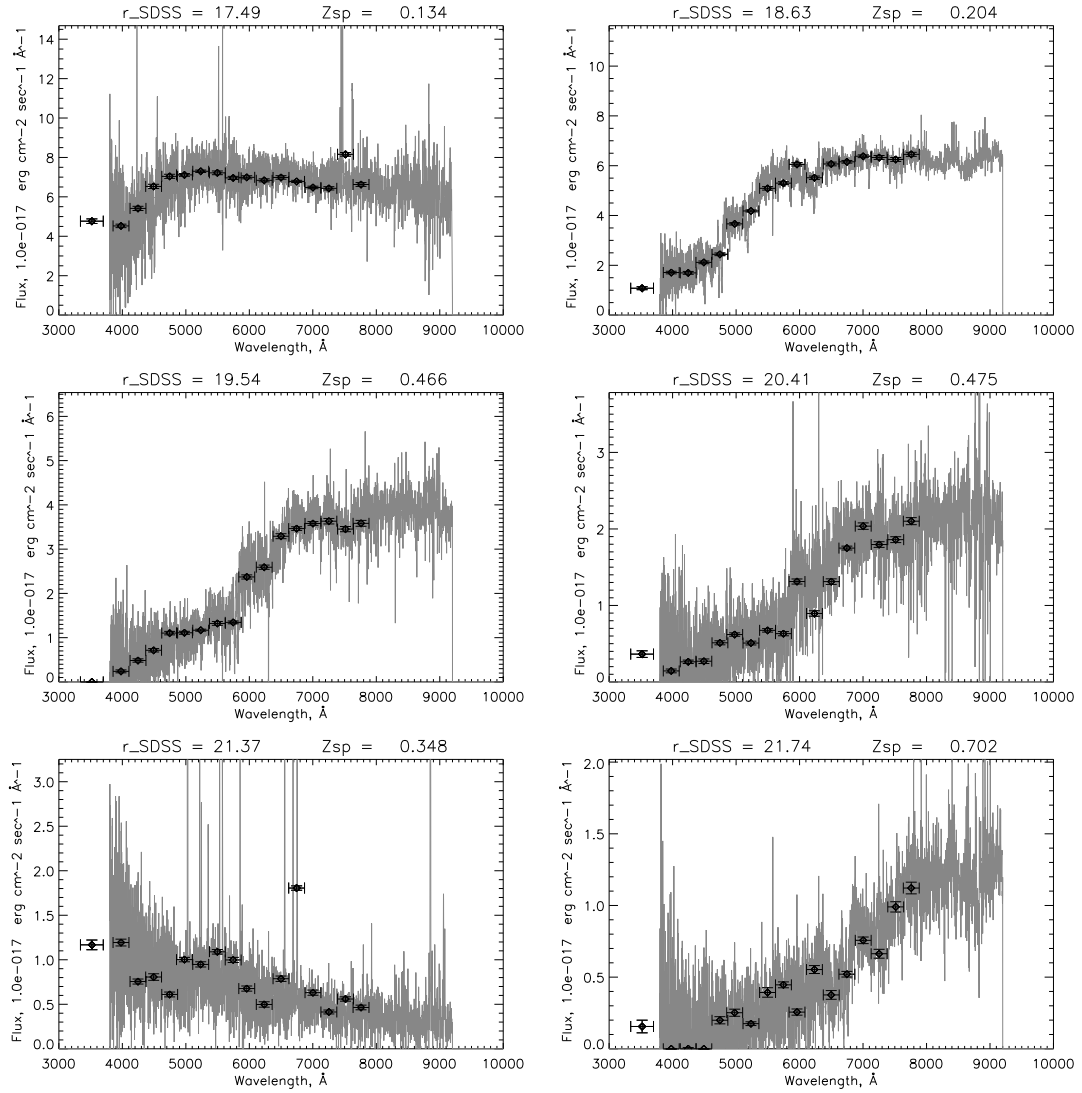 r_SDSS = 17.49 Zsp = 0.134
Flux, 1.0e−017 erg cm^−2 sec^−1 Å^−1
14
12
10
8
6
4
2
0
3000 4000 5000 6000 7000 8000 9000 10000
Wavelength, Å
r_SDSS = 18.63 Zsp = 0.204
Flux, 1.0e−017 erg cm^−2 sec^−1 Å^−1
10
8
6
4
2
0
3000 4000 5000 6000 7000 8000 9000 10000
Wavelength, Å
r_SDSS = 19.54 Zsp = 0.466
Flux, 1.0e−017 erg cm^−2 sec^−1 Å^−1
6
5
4
3
2
1
0
3000 4000 5000 6000 7000 8000 9000 10000
Wavelength, Å
r_SDSS = 20.41 Zsp = 0.475
Flux, 1.0e−017 erg cm^−2 sec^−1 Å^−1
3
2
1
0
3000 4000 5000 6000 7000 8000 9000 10000
Wavelength, Å
r_SDSS = 21.37 Zsp = 0.348
Flux, 1.0e−017 erg cm^−2 sec^−1 Å^−1
3.0
2.5
2.0
1.5
1.0
0.5
0.0
3000 4000 5000 6000 7000 8000 9000 10000
Wavelength, Å
r_SDSS = 21.74 Zsp = 0.702
Flux, 1.0e−017 erg cm^−2 sec^−1 Å^−1
2.0
1.5
1.0
0.5
0.0
3000 4000 5000 6000 7000 8000 9000 10000
Wavelength, Å